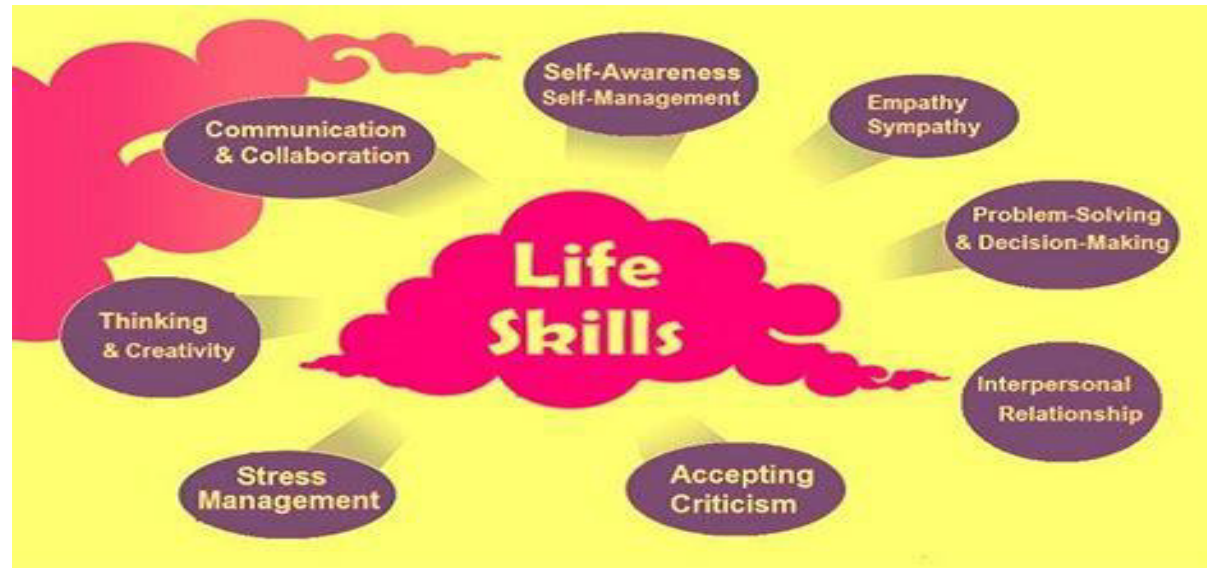 Life
Skills
Self-Awareness
Self-Management
Empathy
Sympathy
Problem-Solving
& Decision-Making
Interpersonal
Relationship
Accepting
Criticism
Stress
Management
Thinking
& Creativity
Communication
& Collaboration